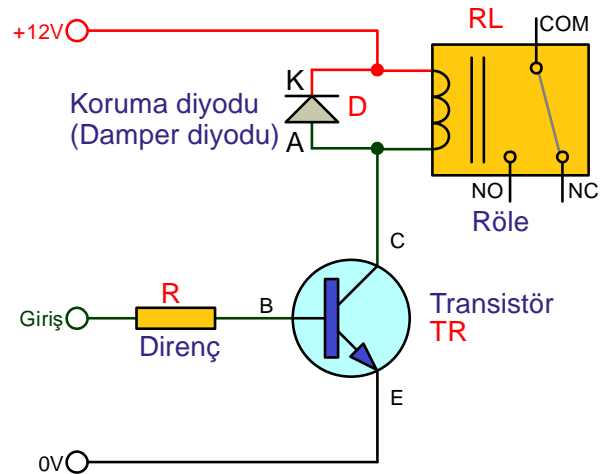 RL
+12V
COM
K
D
Koruma diyodu
(Damper diyodu)
A
NO
NC
Röle
C
R
B
Transistör
TR
Giriş
Direnç
E
0V